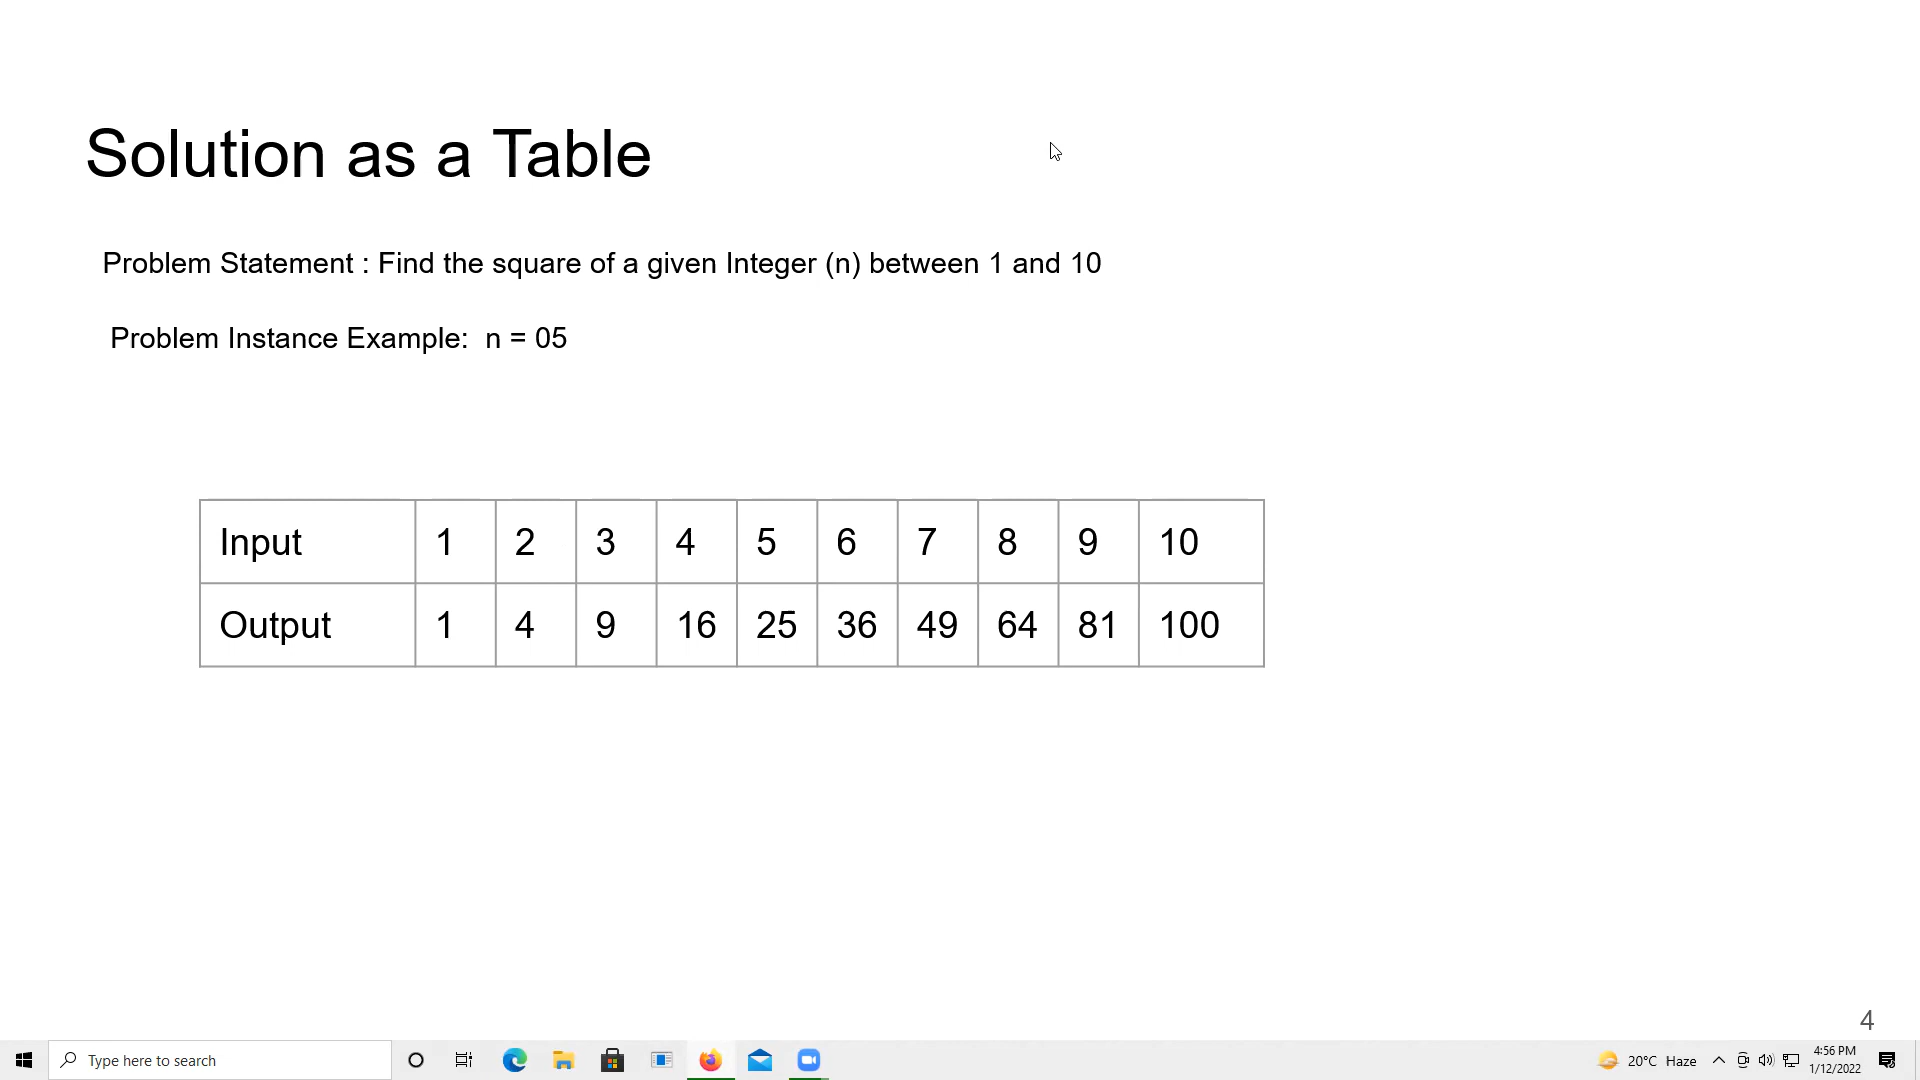 Solution as a Table
Problem Statement : Find the square of a given Integer (n) between 1 and 10
Problem Instance Example:  n = 05
Input 1 2 3 4 5 6 7 8 9 10
Output 1 4 9 16 25 36 49 64 81 100
4
Type here to search
20°C Haze
4:56 PM
1/12/2022